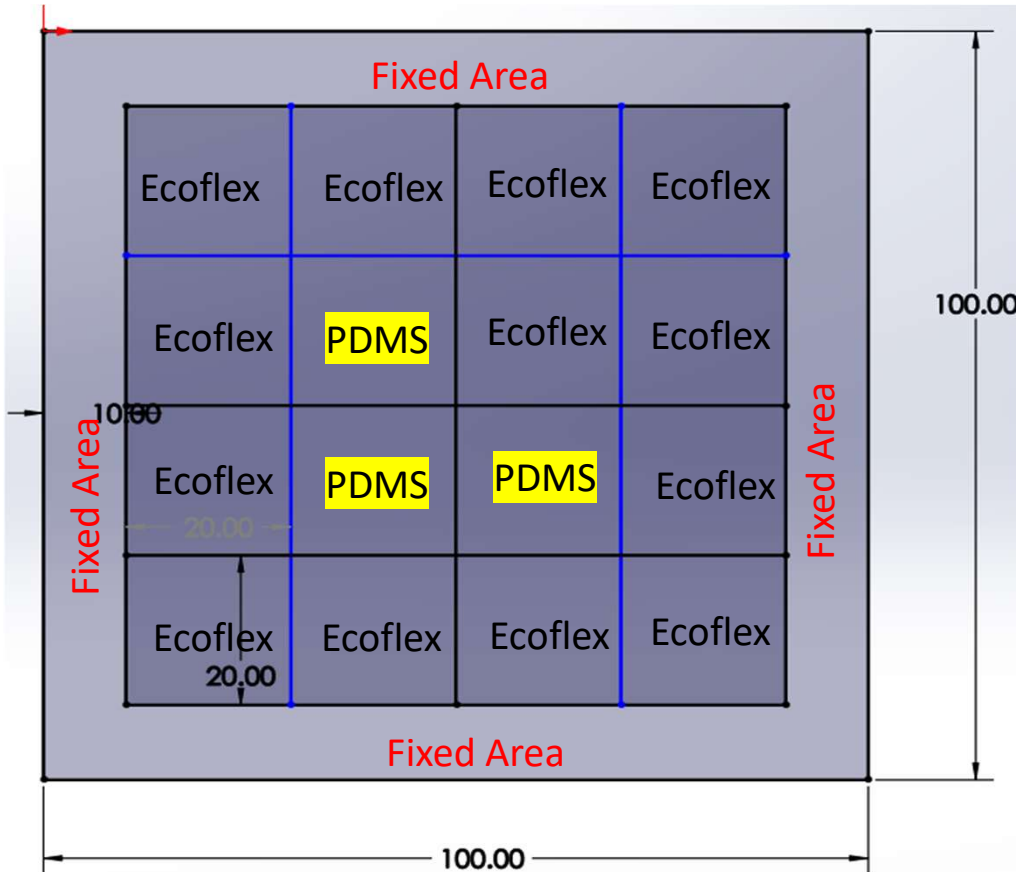 Fixed Area
Ecoflex Ecoflex Ecoflex Ecoflex
100.00
Ecoflex PDMS Ecoflex Ecoflex
10.00
Fixed Area
Fixed Area
Ecoflex PDMS PDMS Ecoflex
20.00
Ecoflex Ecoflex Ecoflex Ecoflex
20.00
Fixed Area
100.00